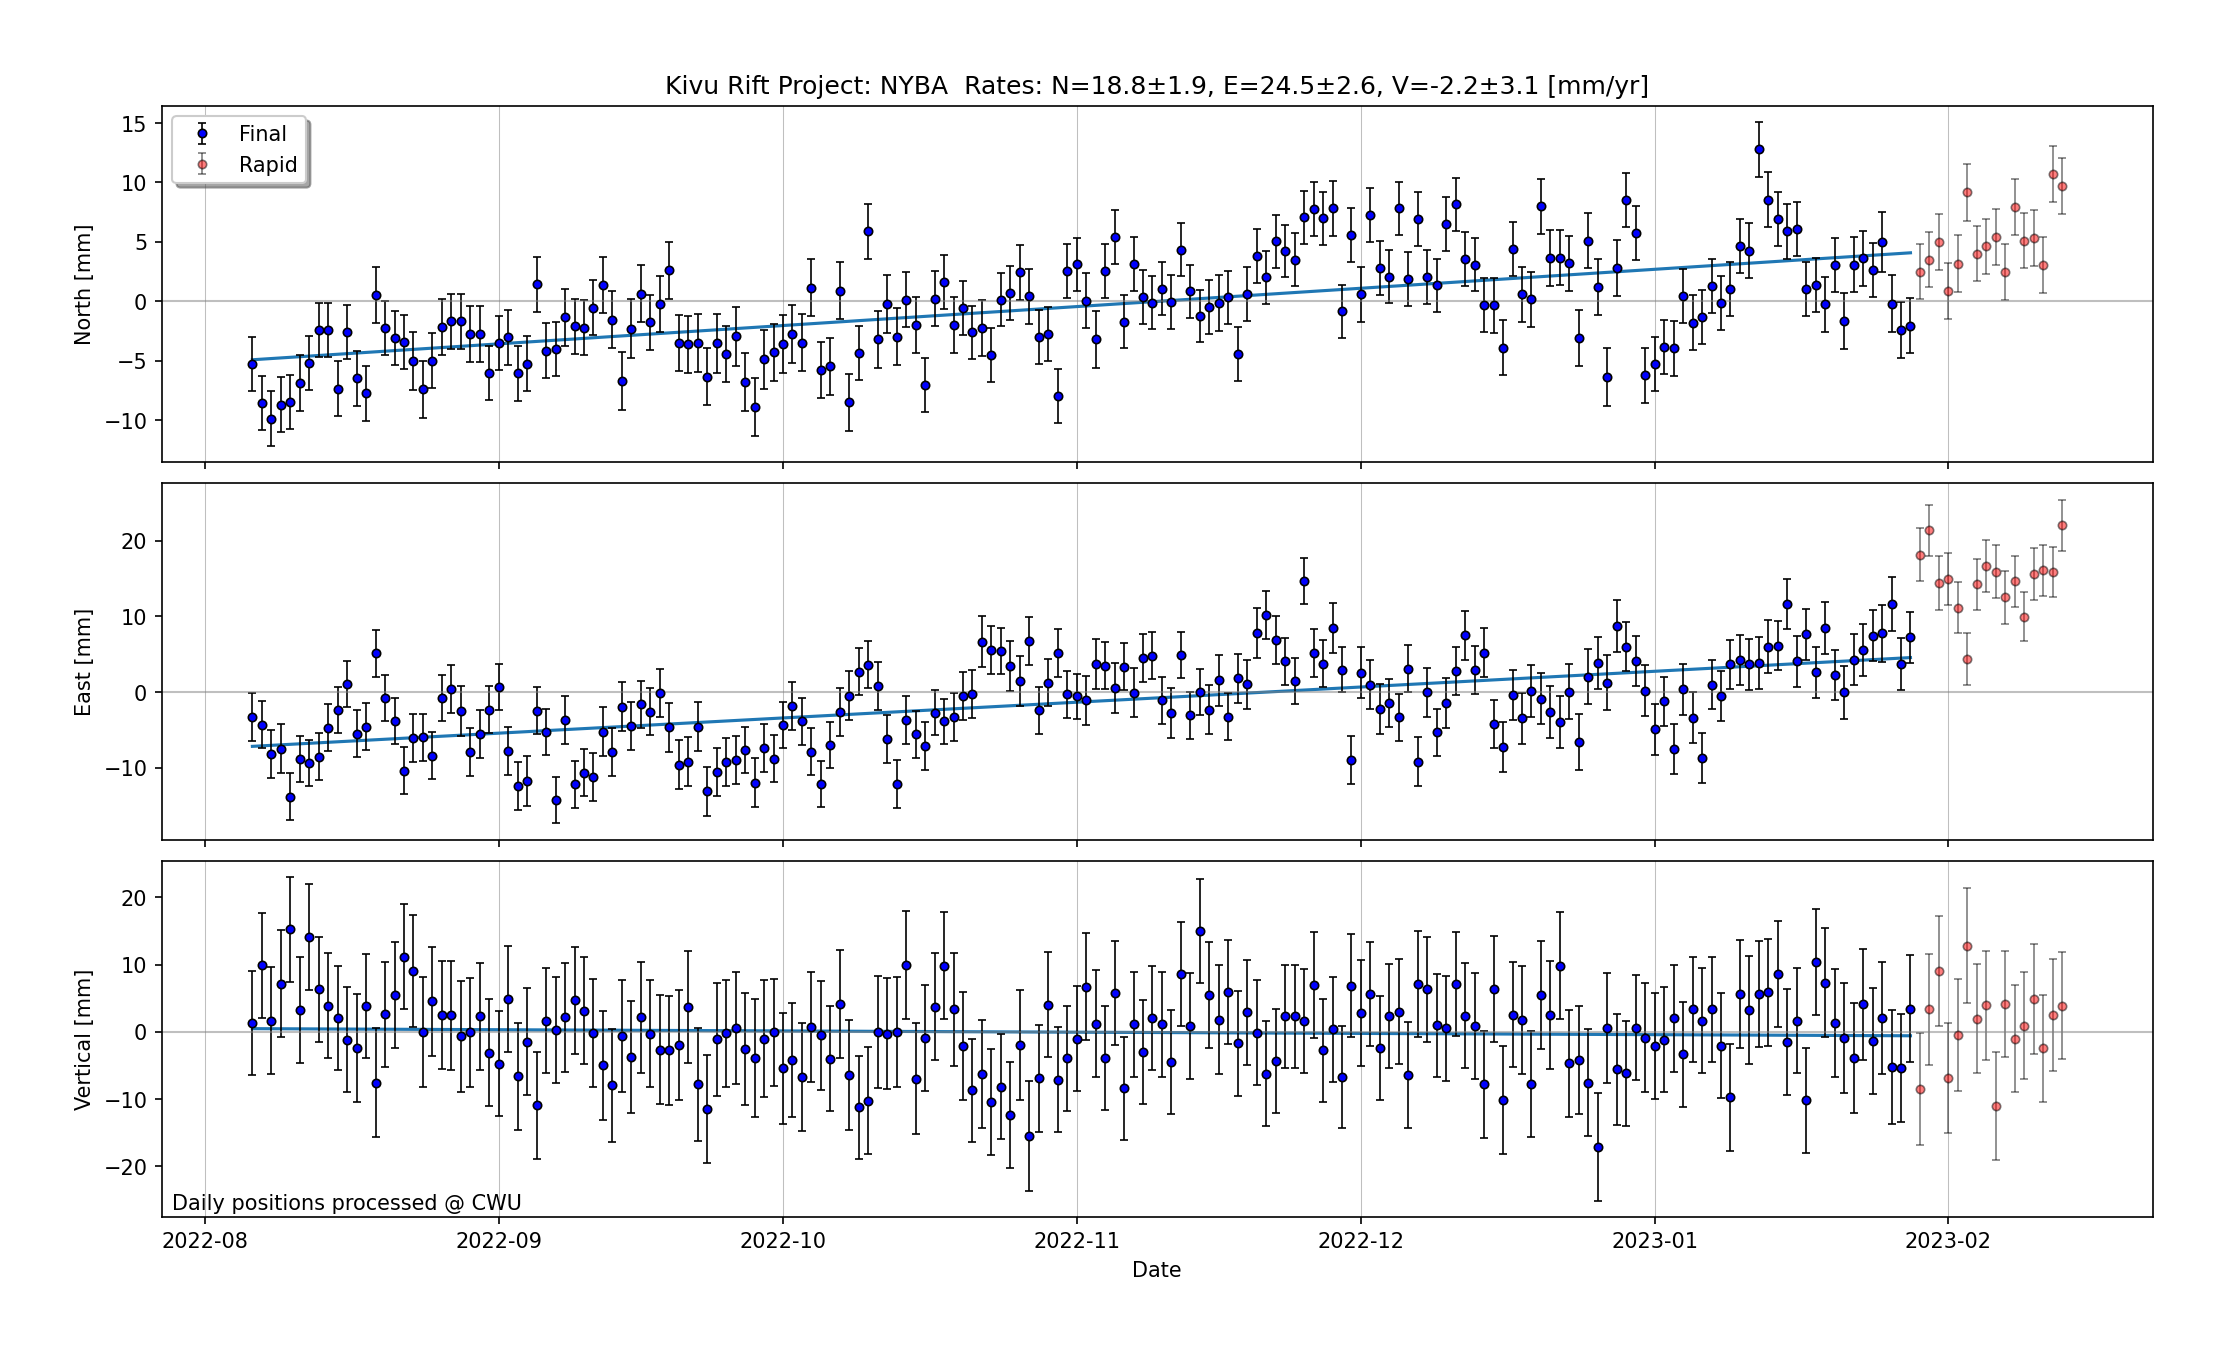 Kivu Rift Project: NYBA  Rates: N=18.8±1.9, E=24.5±2.6, V=-2.2±3.1 [mm/yr]
Final
Rapid
North [mm]
15
10
5
0
−5
−10
East [mm]
20
10
0
−10
Vertical [mm]
20
10
0
−10
−20
Daily positions processed @ CWU
2022-08 2022-09 2022-10 2022-11 2022-12 2023-01 2023-02
Date